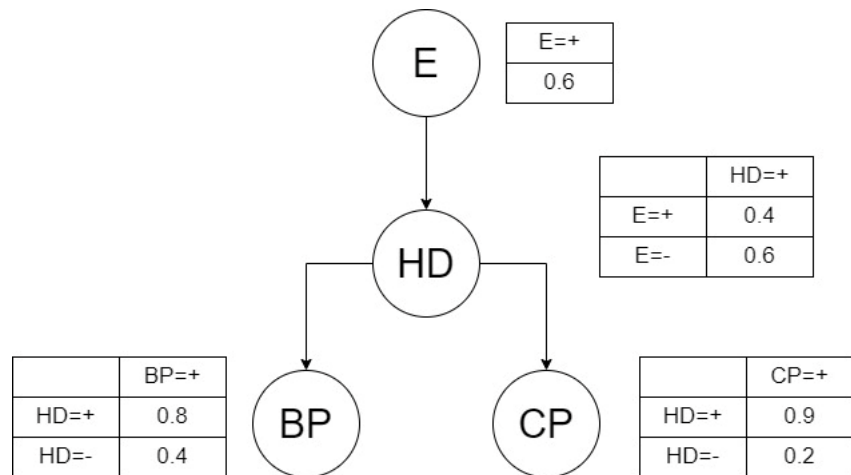 E
E=+
0.6
HD=+
E=+ 0.4
E=- 0.6
HD
BP=+
HD=+ 0.8
HD=- 0.4
BP
CP
CP=+
HD=+ 0.9
HD=- 0.2